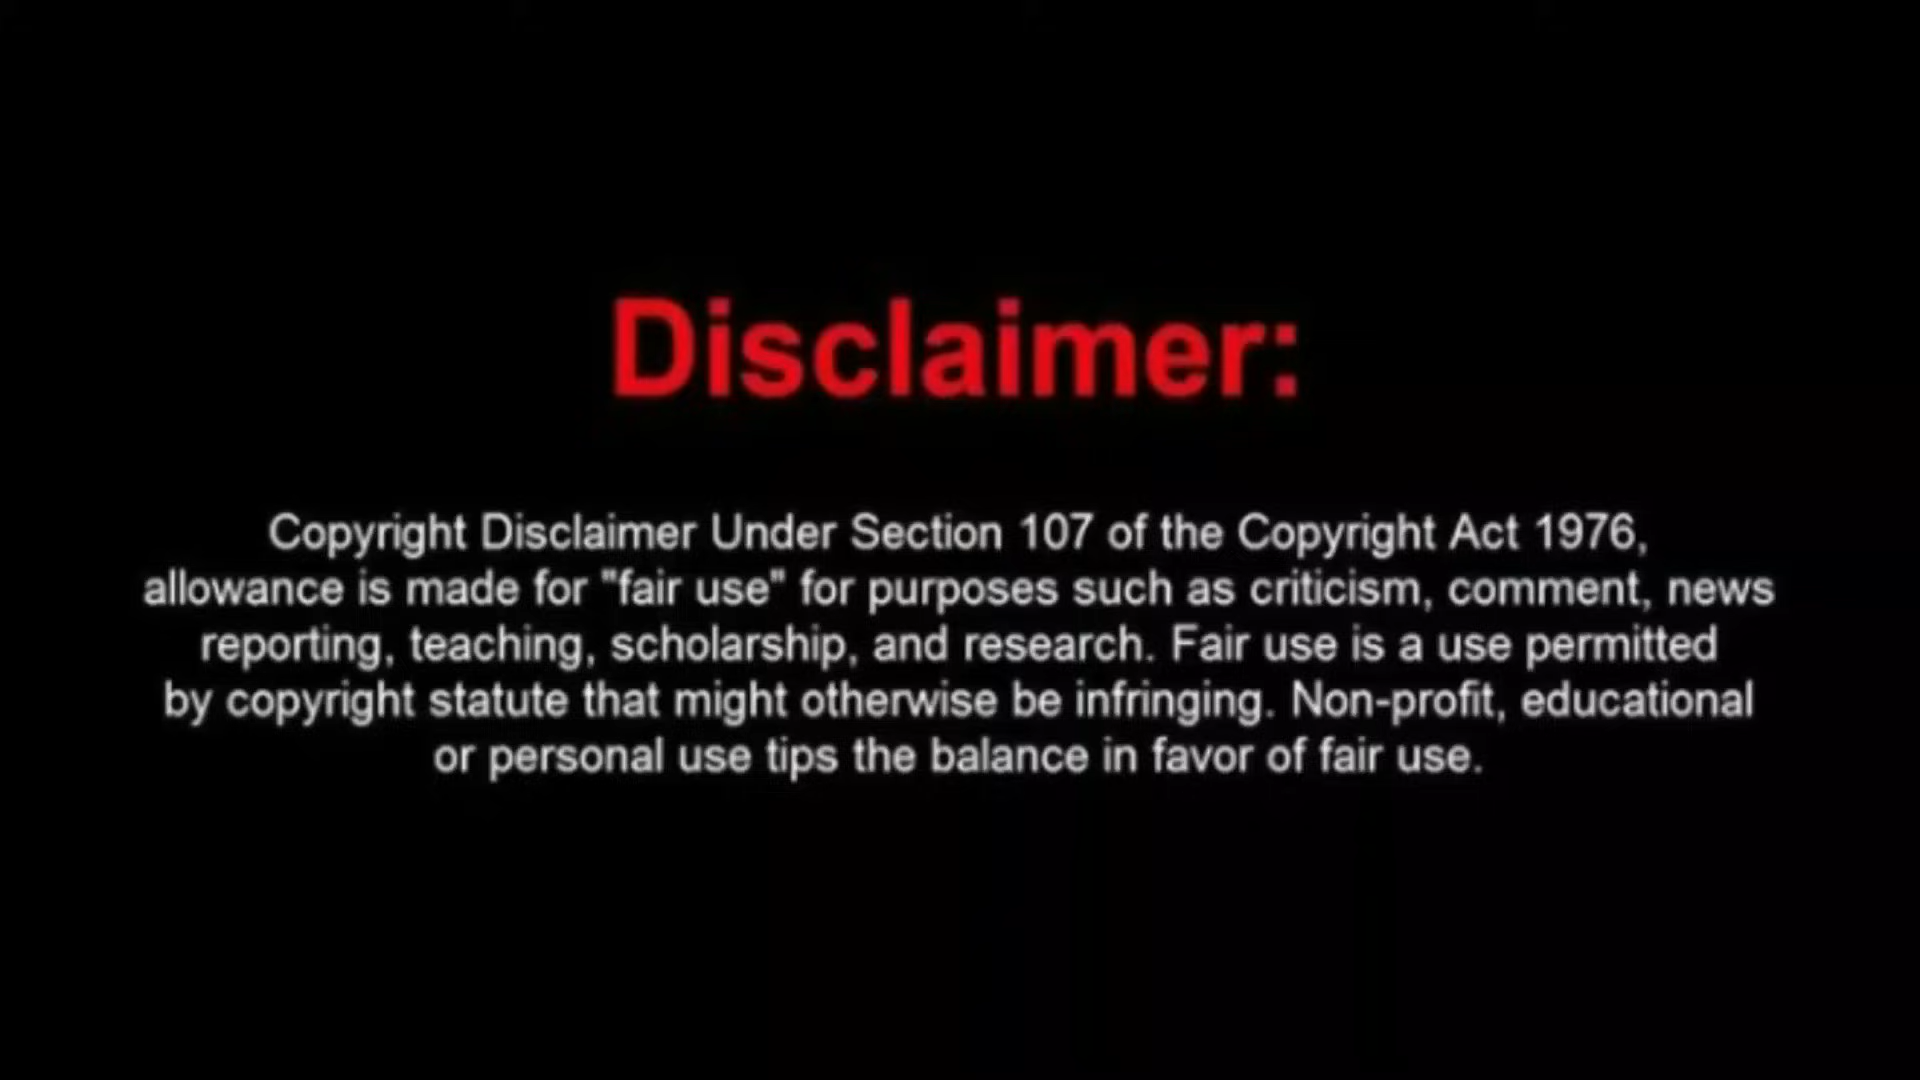 Disclaimer:
Copyright Disclaimer Under Section 107 of the Copyright Act 1976,
allowance is made for "fair use" for purposes such as criticism, comment, news
reporting, teaching, scholarship, and research. Fair use is a use permitted
by copyright statute that might otherwise be infringing. Non-profit, educational
or personal use tips the balance in favor of fair use.